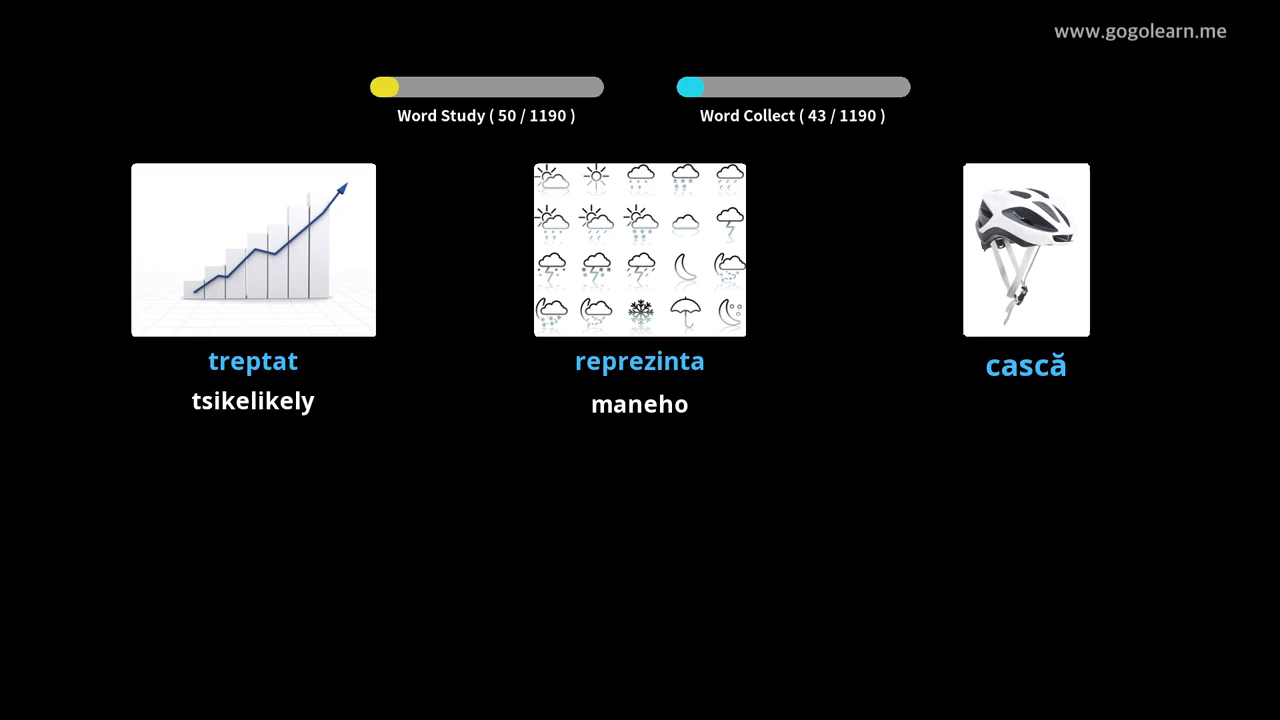 www.gogolearn.me
Word Study ( 50 / 1190 )
Word Collect ( 43 / 1190 )
treptat
tsikelikely
reprezinta
maneho
cască